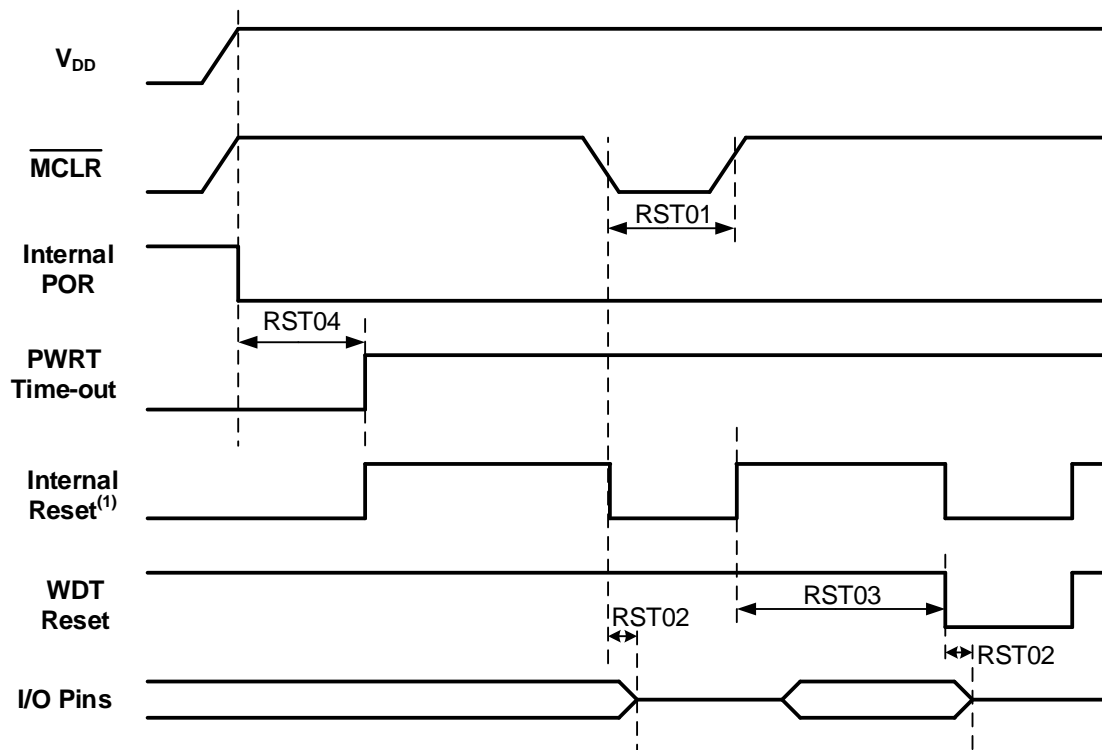 VDD
MCLR
RST01
Internal
POR
RST04
PWRT
Time-out
Internal
Reset(1)
WDT
Reset
RST03
RST02
RST02
I/O Pins